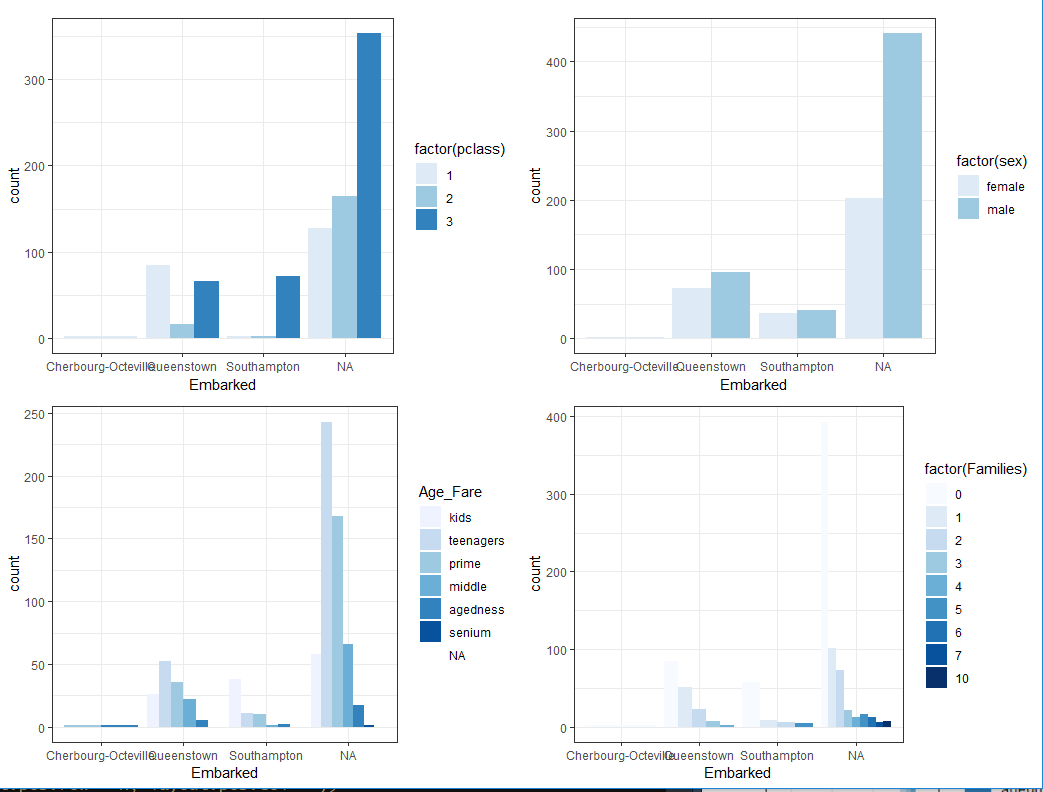 300
200
100
0
count
Cherbourg-Octeville
Queenstown
Southampton
NA
Embarked
factor(pclass)
1
2
3
400
300
200
100
0
count
Cherbourg-Octeville
Queenstown
Southampton
NA
Embarked
factor(sex)
female
male
250
200
150
100
50
0
count
Cherbourg-Octeville
Queenstown
Southampton
NA
Embarked
Age_Fare
kids
teenagers
prime
middle
agedness
senium
NA
400
300
200
100
0
count
Cherbourg-Octeville
Queenstown
Southampton
NA
Embarked
factor(Families)
0
1
2
3
4
5
6
7
10